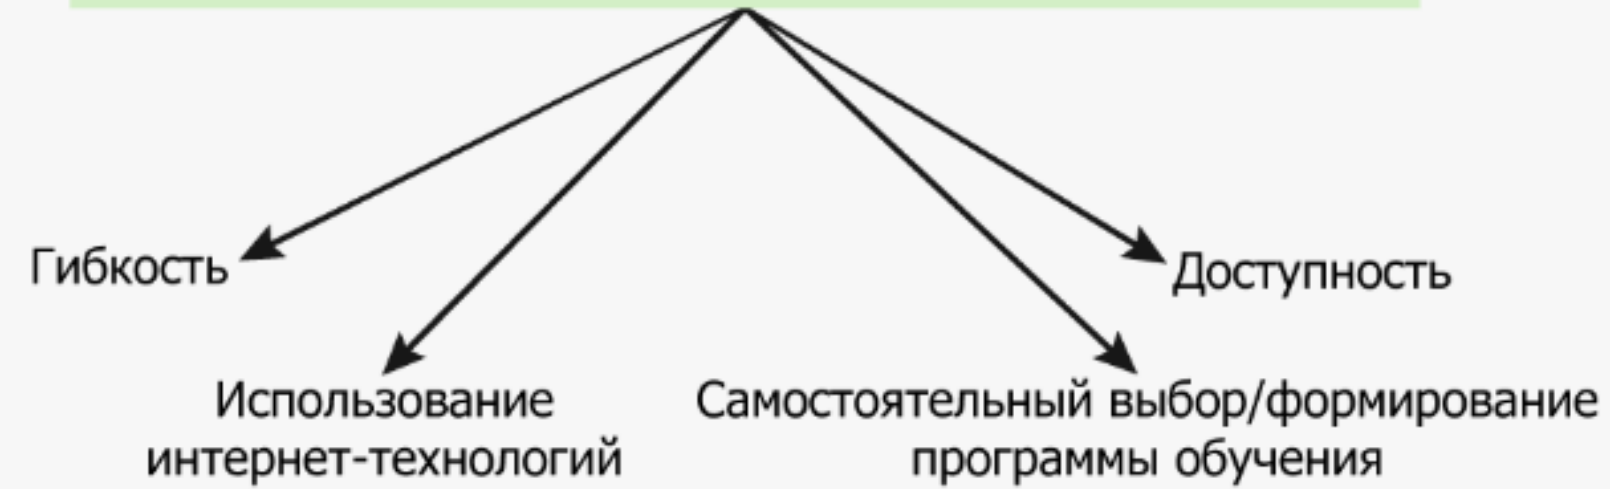 Гибкость
Доступность
Использование
интернет-технологий
Самостоятельный выбор/формирование
программы обучения